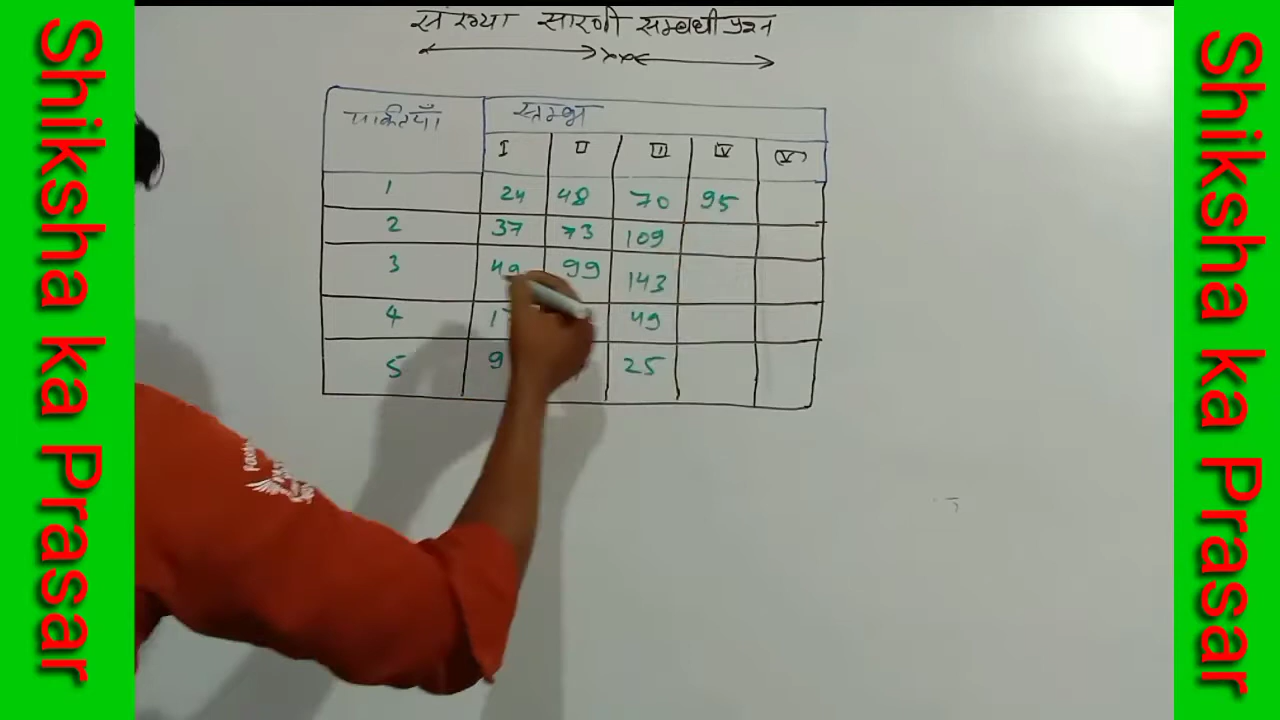 Shiksha ka Prasar
संख्या सारणी सम्बधी प्रश्न
पंक्तियाँ स्तम्भ
I II III IV (V)
1 24 48 70 95
2 37 73 109
3 49 99 143
4 49
5 9 25
Shiksha ka Prasar